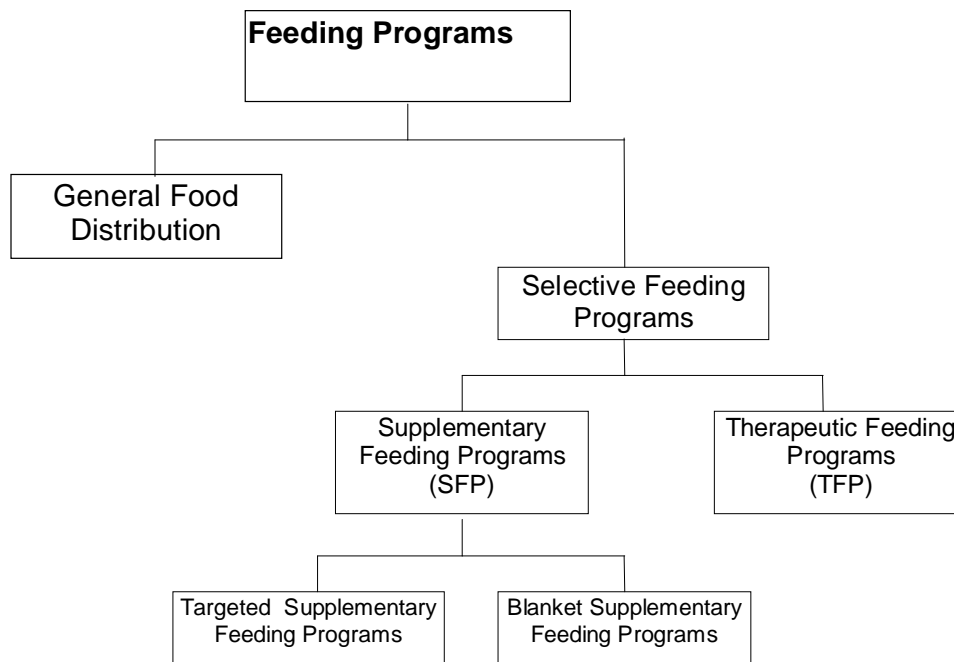 Feeding Programs
General Food
Distribution
Selective Feeding
Programs
Supplementary
Feeding Programs
(SFP)
Therapeutic Feeding
Programs
(TFP)
Targeted  Supplementary
Feeding Programs
Blanket Supplementary
Feeding Programs